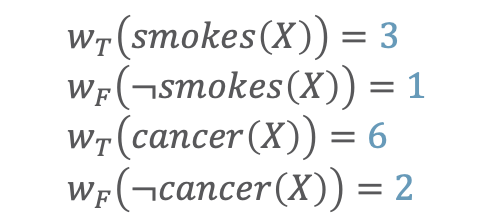 w_T(smokes(X)) = 3
w_F(¬smokes(X)) = 1
w_T(cancer(X)) = 6
w_F(¬cancer(X)) = 2